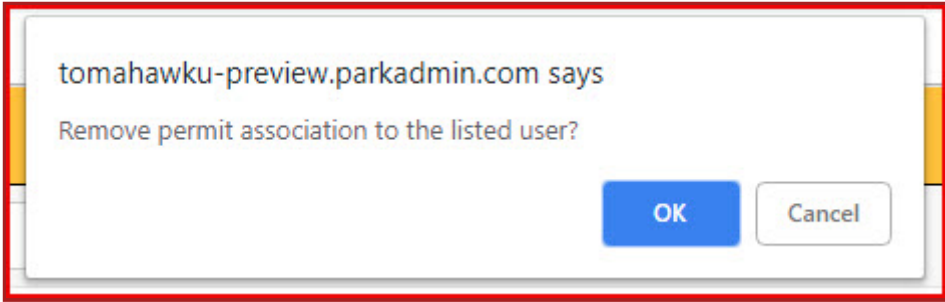 tomahawku-preview.parkadmin.com says
Remove permit association to the listed user?
OK Cancel